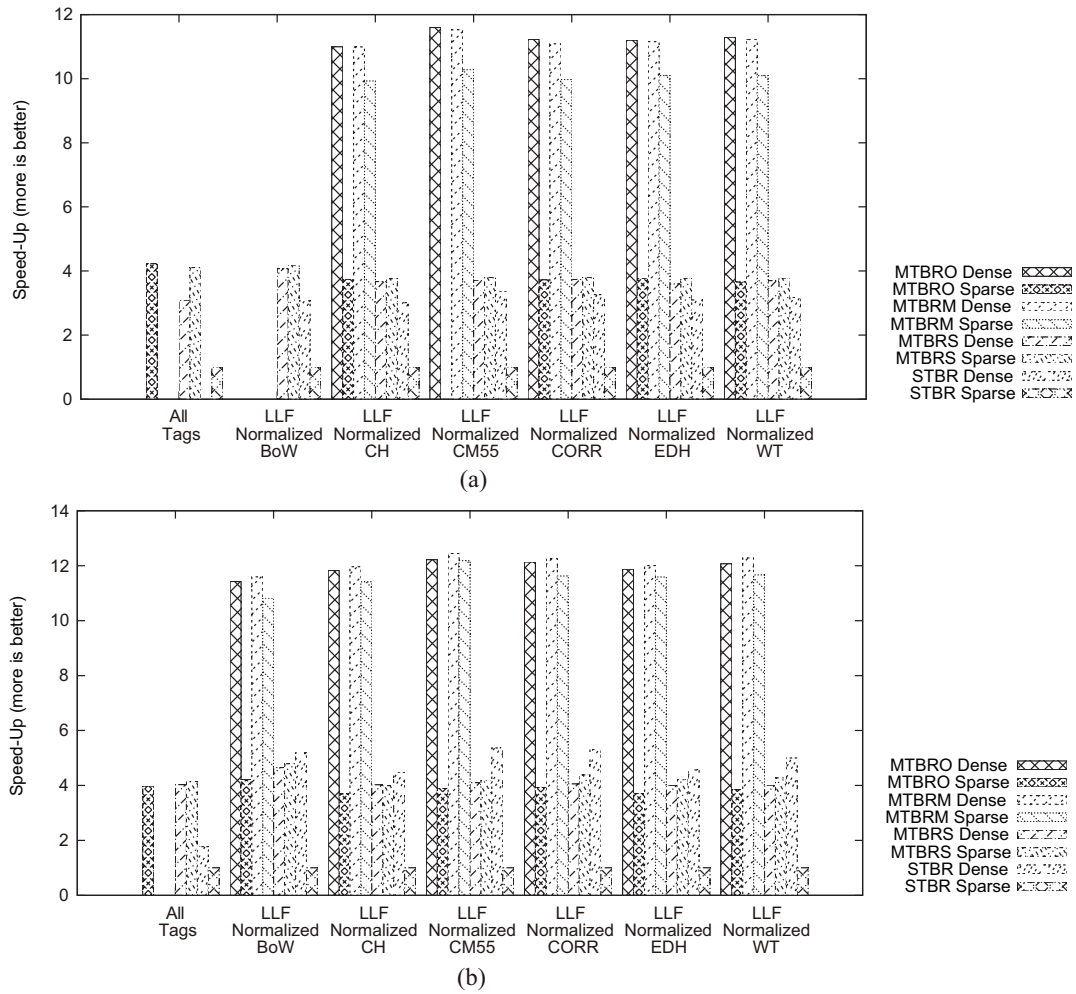 12
10
8
6
4
2
0
Speed-Up (more is better)
All
Tags
LLF
Normalized
BoW
LLF
Normalized
CH
LLF
Normalized
CM55
LLF
Normalized
CORR
LLF
Normalized
EDH
LLF
Normalized
WT
MTBRO Dense
MTBRO Sparse
MTBRM Dense
MTBRM Sparse
MTBRS Dense
MTBRS Sparse
STBR Dense
STBR Sparse
(a)
14
12
10
8
6
4
2
0
Speed-Up (more is better)
All
Tags
LLF
Normalized
BoW
LLF
Normalized
CH
LLF
Normalized
CM55
LLF
Normalized
CORR
LLF
Normalized
EDH
LLF
Normalized
WT
MTBRO Dense
MTBRO Sparse
MTBRM Dense
MTBRM Sparse
MTBRS Dense
MTBRS Sparse
STBR Dense
STBR Sparse
(b)